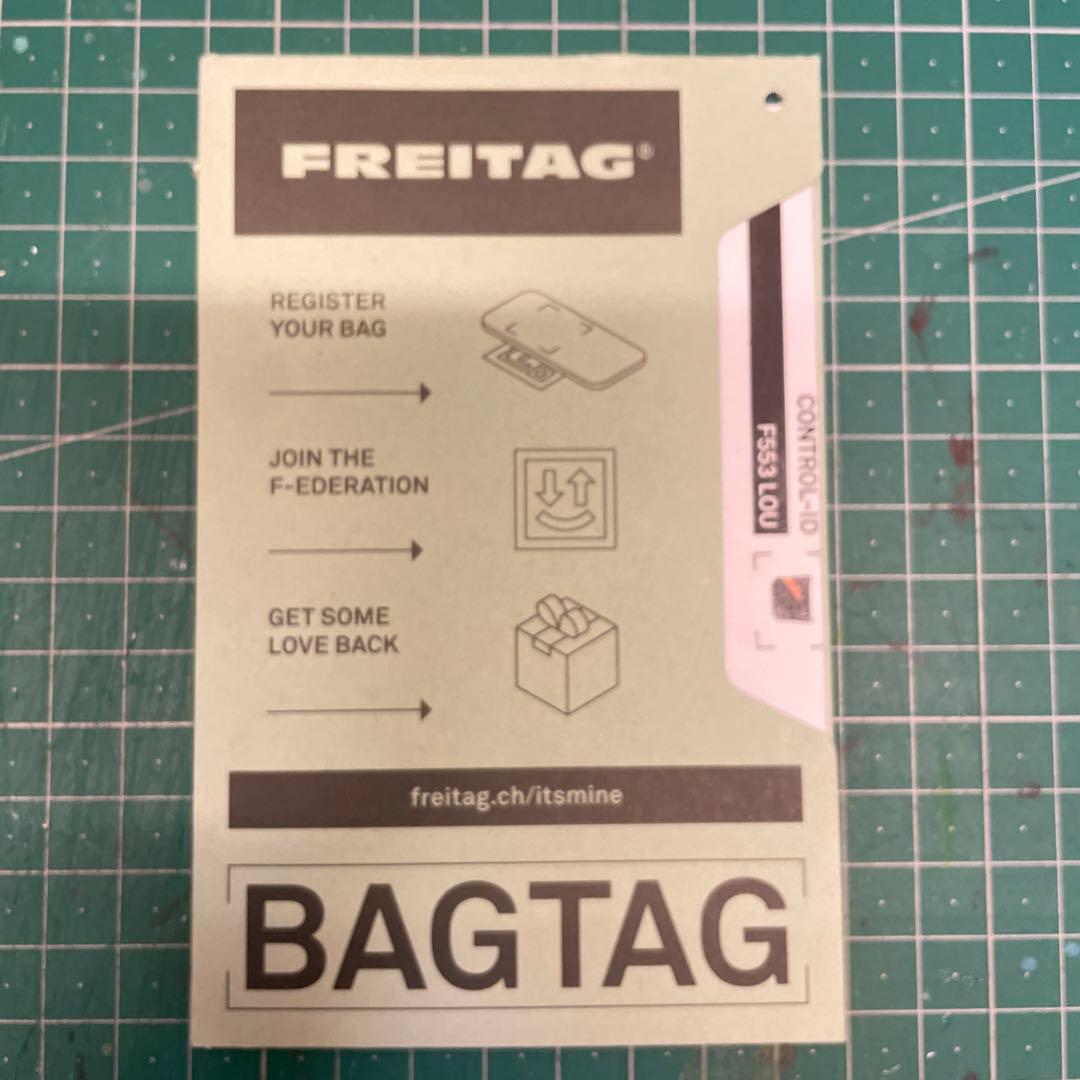 FREITAG®
REGISTER
YOUR BAG
JOIN THE
F-EDERATION
GET SOME
LOVE BACK
CONTROL-ID
F553 LOU
freitag.ch/itsmine
BAGTAG